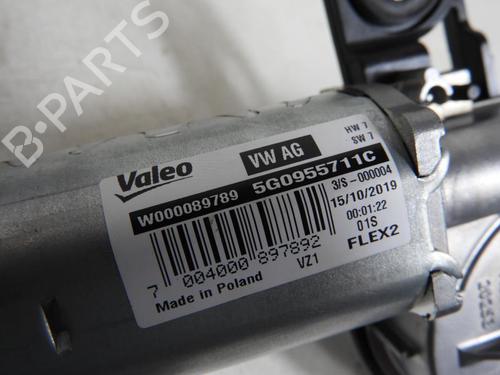 B-PARTS
Valeo
VW AG
HW 7
SW 7
W000089789
5G0955711C
3/S-000004
15/10/2019
00:01:22
01S
FLEX2
7 004000 897892
VZ1
Made in Poland